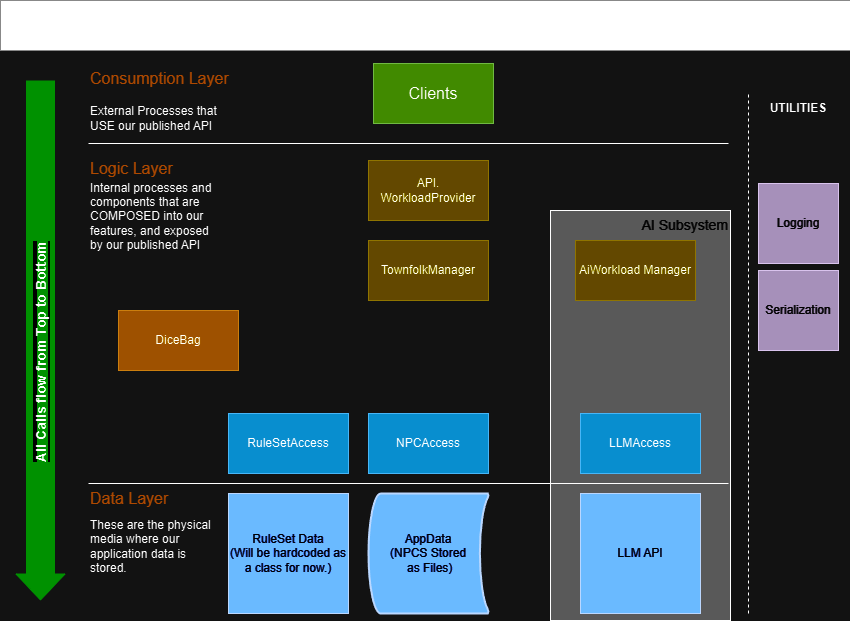 Consumption Layer
External Processes that
USE our published API
Clients
UTILITIES
Logic Layer
Internal processes and
components that are
COMPOSED into our
features, and exposed
by our published API
API.
WorkloadProvider
TownfolkManager
AI Subsystem
AiWorkload Manager
Logging
Serialization
All Calls flow from Top to Bottom
DiceBag
RuleSetAccess
NPCAccess
LLMAccess
Data Layer
These are the physical
media where our
application data is
stored.
RuleSet Data
(Will be hardcoded as
a class for now.)
AppData
(NPCS Stored
as Files)
LLM API